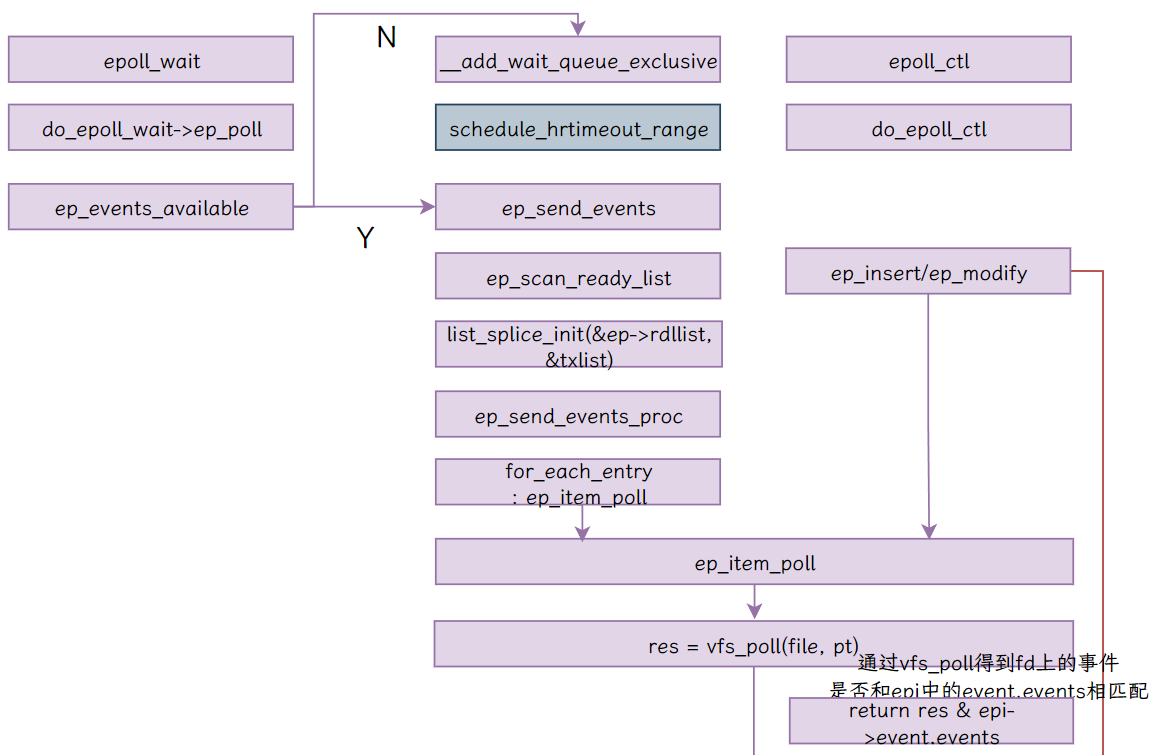 N
epoll_wait
__add_wait_queue_exclusive
epoll_ctl
do_epoll_wait->ep_poll
schedule_hrtimeout_range
do_epoll_ctl
ep_events_available
ep_send_events
Y
ep_scan_ready_list
ep_insert/ep_modify
list_splice_init(&ep->rdllist,
&txlist)
ep_send_events_proc
for_each_entry
: ep_item_poll
ep_item_poll
res = vfs_poll(file, pt)
通过vfs_poll得到fd上的事件
是否和epi中的event.events相匹配
return res & epi-
>event.events